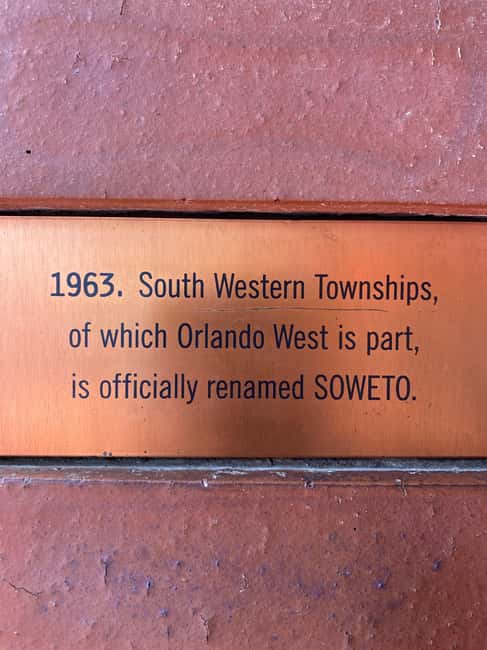 1963. South Western Townships,
of which Orlando West is part,
is officially renamed SOWETO.